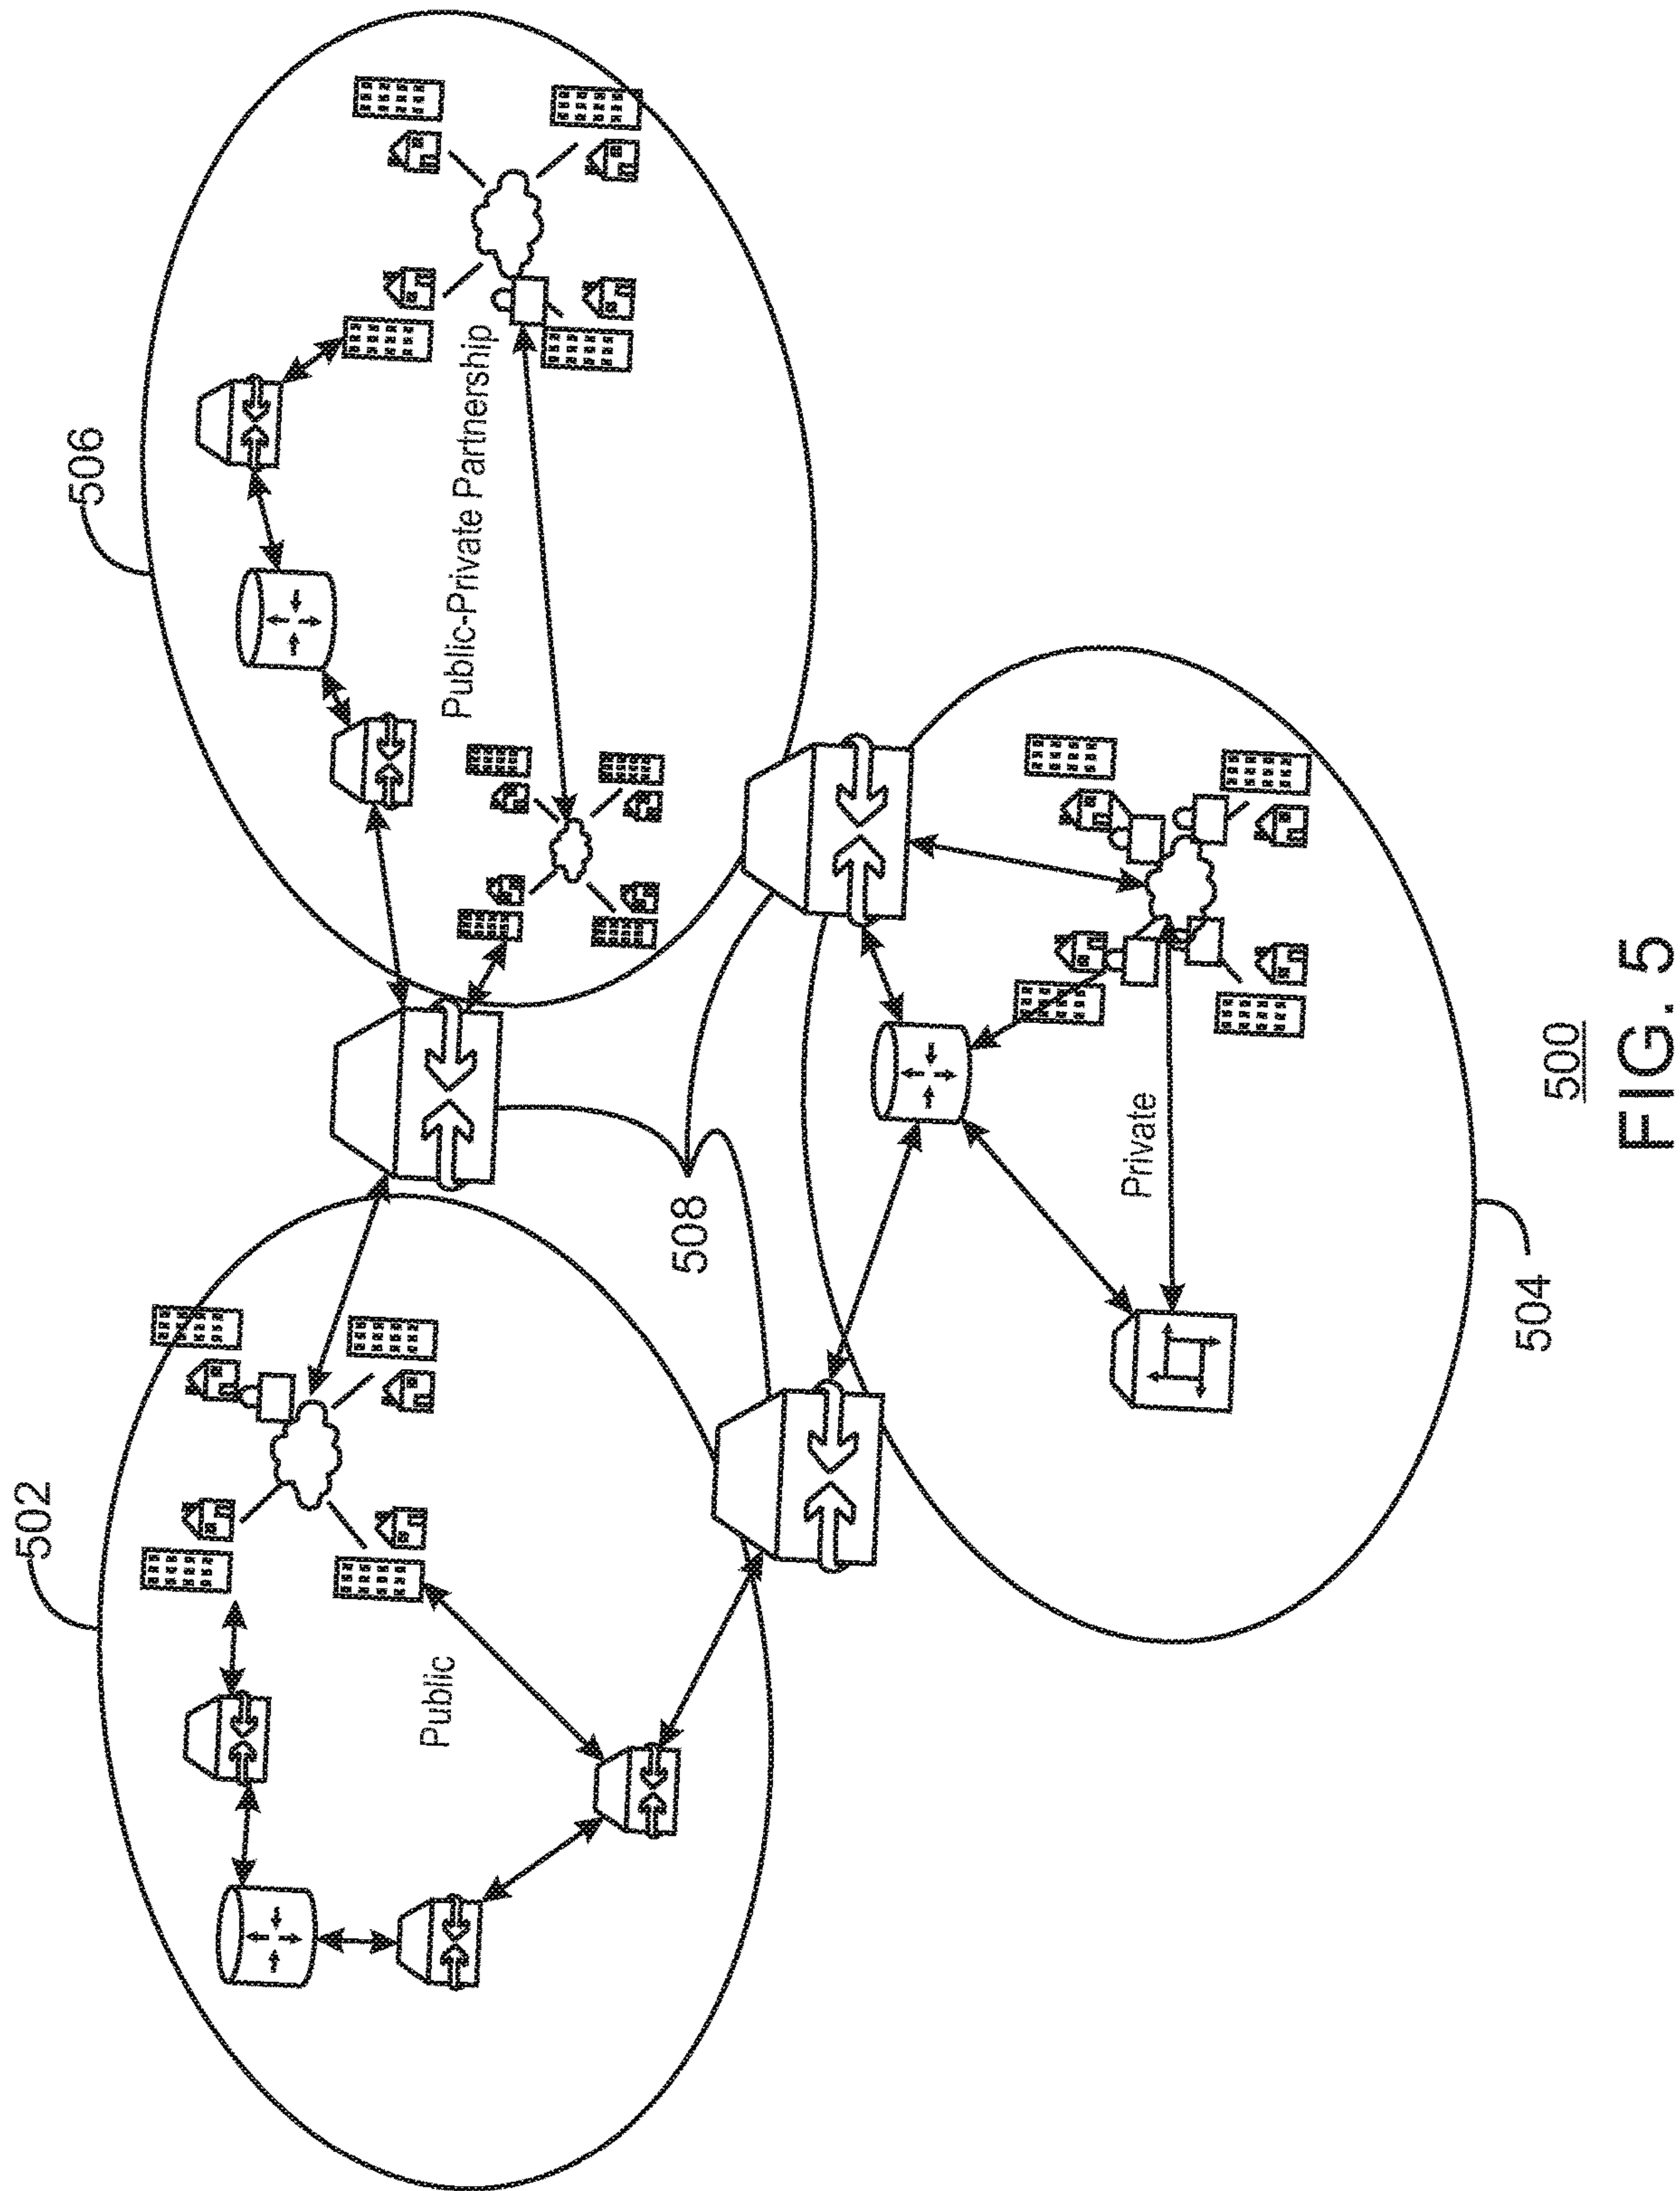 502
506
Public
Public-Private Partnership
508
Private
504
500
FIG. 5